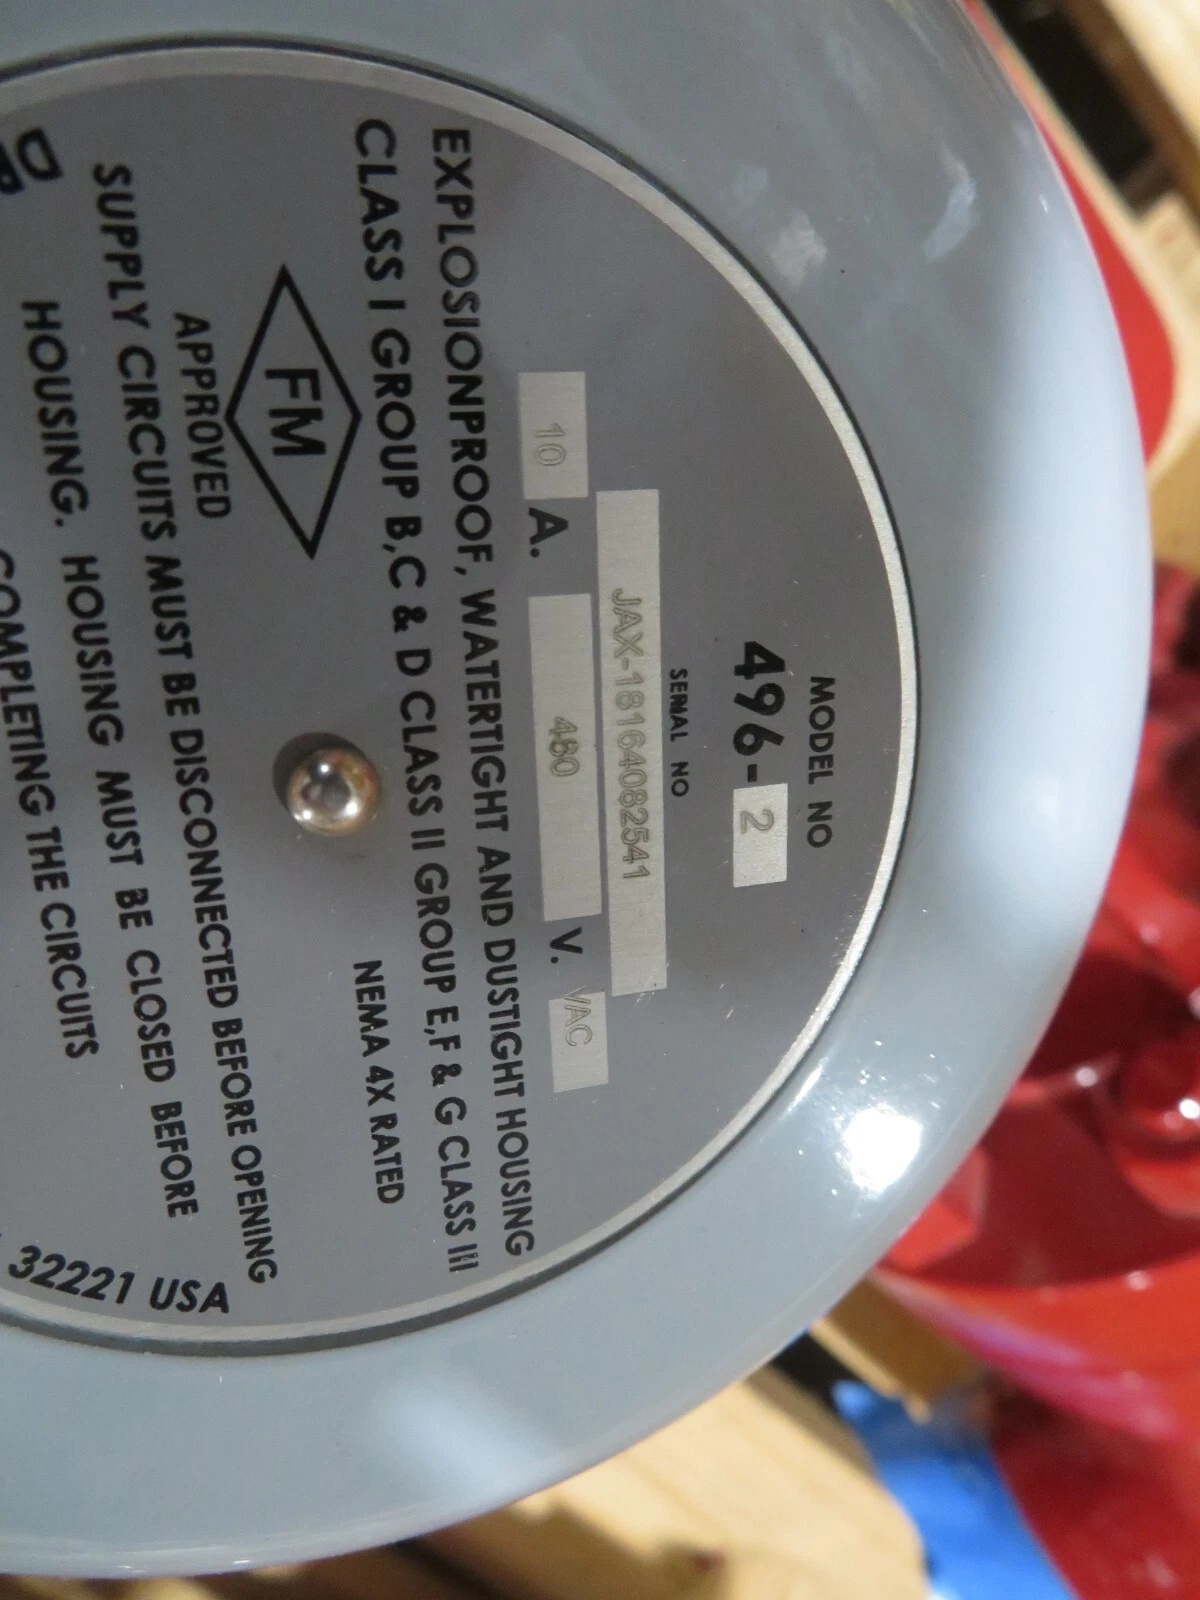 MODEL NO
496-2
SERIAL NO
JAX-18164082541
10 A. 480 V. VAC
EXPLOSIONPROOF, WATERTIGHT AND DUSTIGHT HOUSING
CLASS I GROUP B,C & D CLASS II GROUP E,F & G CLASS III
FM
NEMA 4X RATED
APPROVED
SUPPLY CIRCUITS MUST BE DISCONNECTED BEFORE OPENING
HOUSING. HOUSING MUST BE CLOSED BEFORE
COMPLETING THE CIRCUITS
32221 USA